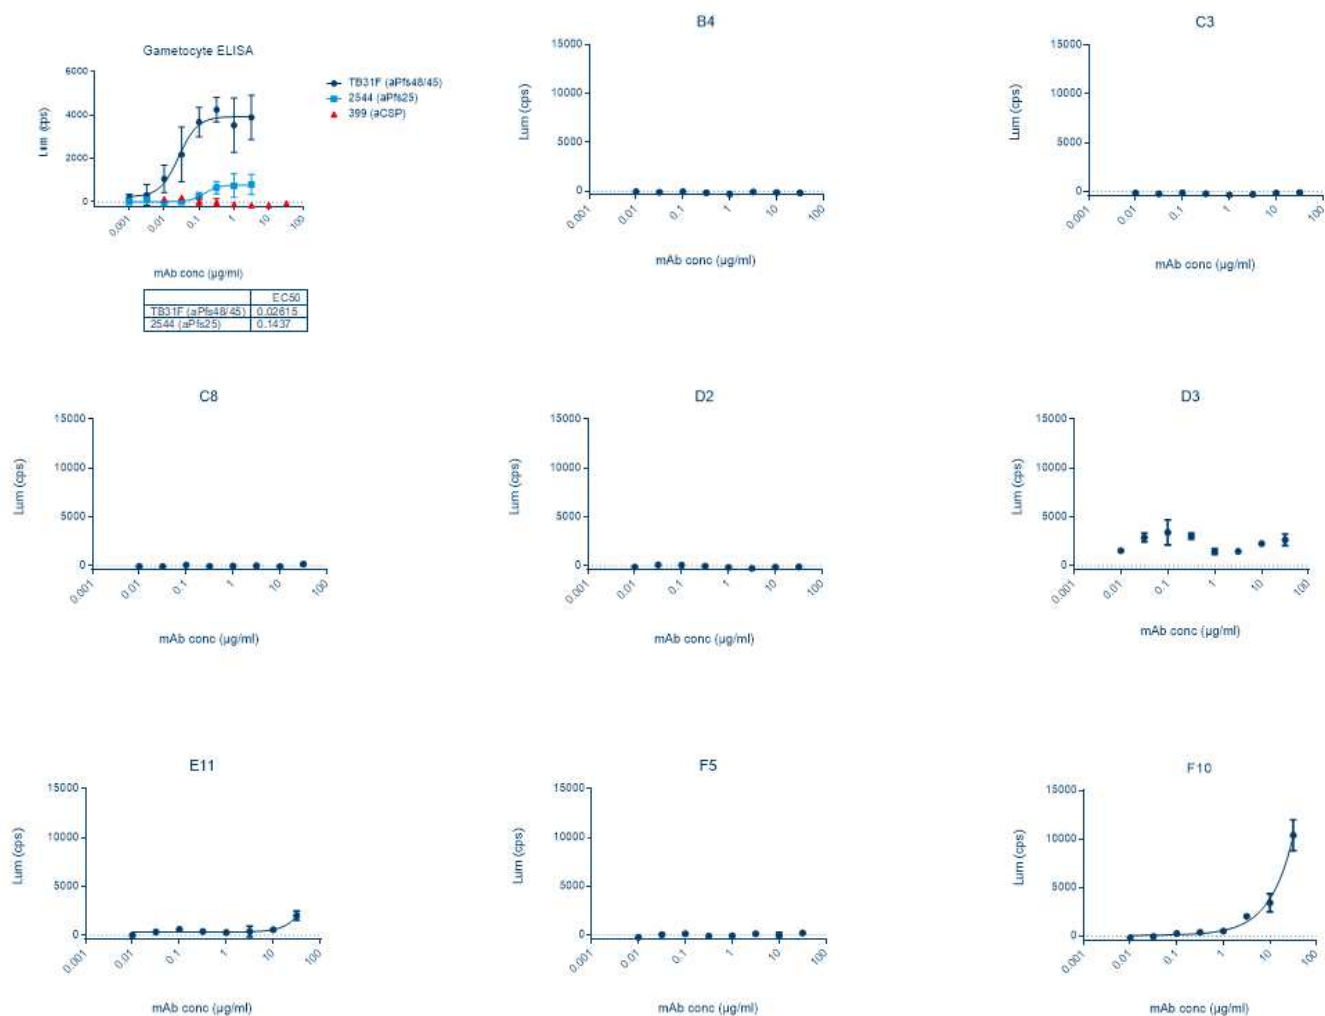 B4
C3
Gametocyte ELISA
TB31F (aPfs48/45)
2544 (aPfs25)
399 (aCSP)
Lum (cps)
6000
4000
2000
0
0.001
0.01
0.1
1
10
100
mAb conc (µg/ml)
EC50
TB31F (aPfs48/45) 0.02615
2544 (aPfs25) 0.1437
Lum (cps)
15000
10000
5000
0
0.001
0.01
0.1
1
10
100
mAb conc (µg/ml)
Lum (cps)
15000
10000
5000
0
0.001
0.01
0.1
1
10
100
mAb conc (µg/ml)
C8
Lum (cps)
15000
10000
5000
0
0.001
0.01
0.1
1
10
100
mAb conc (µg/ml)
D2
Lum (cps)
15000
10000
5000
0
0.001
0.01
0.1
1
10
100
mAb conc (µg/ml)
D3
Lum (cps)
15000
10000
5000
0
0.001
0.01
0.1
1
10
100
mAb conc (µg/ml)
E11
Lum (cps)
15000
10000
5000
0
0.001
0.01
0.1
1
10
100
mAb conc (µg/ml)
F5
Lum (cps)
15000
10000
5000
0
0.001
0.01
0.1
1
10
100
mAb conc (µg/ml)
F10
Lum (cps)
15000
10000
5000
0
0.001
0.01
0.1
1
10
100
mAb conc (µg/ml)